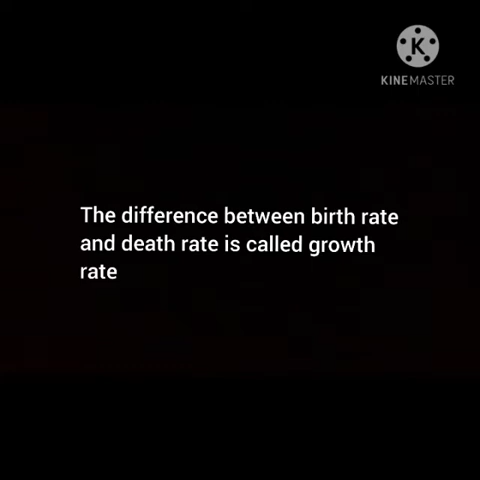 K
KINEMASTER
The difference between birth rate
and death rate is called growth
rate